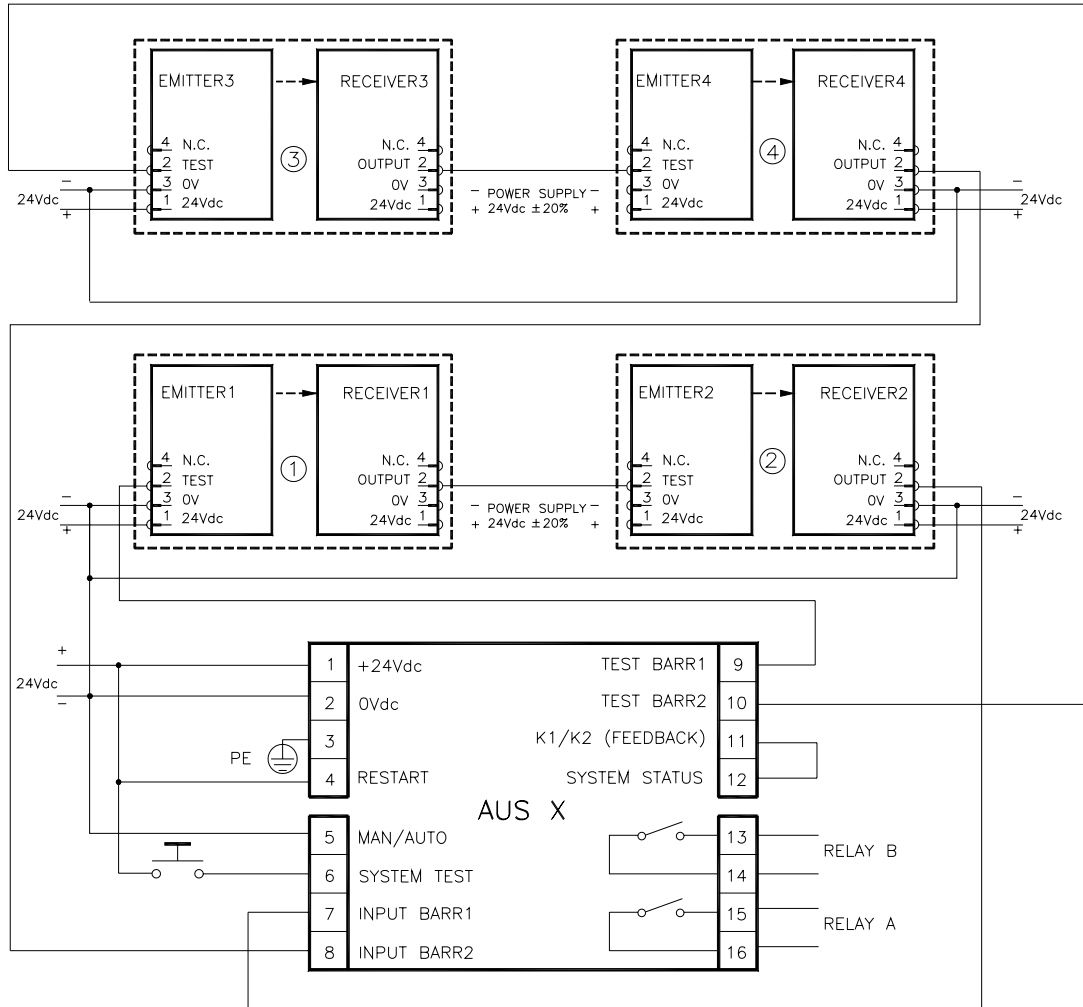 EMITTER3 RECEIVER3 EMITTER4 RECEIVER4
4 N.C. N.C. 4 4 N.C. N.C. 4
2 TEST ③ OUTPUT 2 2 TEST ④ OUTPUT 2
3 0V 0V 3 3 0V 0V 3
1 24Vdc 24Vdc 1 1 24Vdc 24Vdc 1
− 24Vdc +
− POWER SUPPLY −
+ 24Vdc ±20% +
− 24Vdc +
EMITTER1 RECEIVER1 EMITTER2 RECEIVER2
4 N.C. N.C. 4 4 N.C. N.C. 4
2 TEST ① OUTPUT 2 2 TEST ② OUTPUT 2
3 0V 0V 3 3 0V 0V 3
1 24Vdc 24Vdc 1 1 24Vdc 24Vdc 1
− 24Vdc +
− POWER SUPPLY −
+ 24Vdc ±20% +
− 24Vdc +
+ 24Vdc −
1 +24Vdc TEST BARR1 9
2 0Vdc TEST BARR2 10
PE 3 K1/K2 (FEEDBACK) 11
4 RESTART SYSTEM STATUS 12
AUS X
5 MAN/AUTO 13
RELAY B
6 SYSTEM TEST 14
7 INPUT BARR1 15
RELAY A
8 INPUT BARR2 16